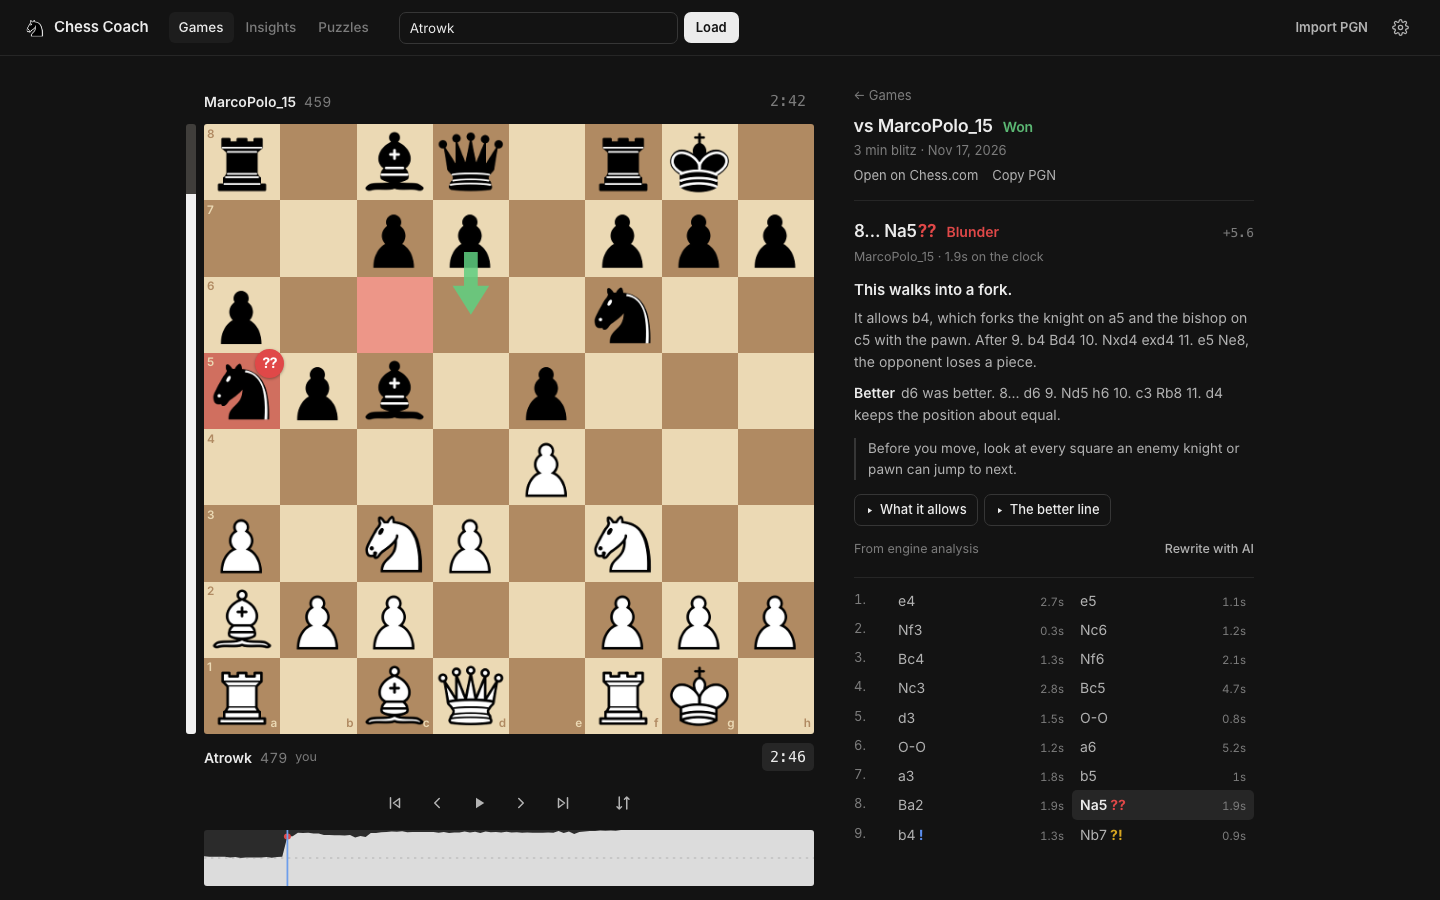 Chess Coach Games Insights Puzzles Atrowk Load Import PGN
MarcoPolo_15 459 2:42
8
7
6
5
4
3
2
1
a b c d e f g h
??
Atrowk 479 you 2:46
← Games
vs MarcoPolo_15 Won
3 min blitz · Nov 17, 2026
Open on Chess.com Copy PGN
8... Na5?? Blunder +5.6
MarcoPolo_15 · 1.9s on the clock
This walks into a fork.
It allows b4, which forks the knight on a5 and the bishop on
c5 with the pawn. After 9. b4 Bd4 10. Nxd4 exd4 11. e5 Ne8,
the opponent loses a piece.
Better d6 was better. 8... d6 9. Nd5 h6 10. c3 Rb8 11. d4
keeps the position about equal.
Before you move, look at every square an enemy knight or
pawn can jump to next.
What it allows The better line
From engine analysis Rewrite with AI
1. e4 2.7s e5 1.1s
2. Nf3 0.3s Nc6 1.2s
3. Bc4 1.3s Nf6 2.1s
4. Nc3 2.8s Bc5 4.7s
5. d3 1.5s O-O 0.8s
6. O-O 1.2s a6 5.2s
7. a3 1.8s b5 1s
8. Ba2 1.9s Na5 ?? 1.9s
9. b4 ! 1.3s Nb7 ?! 0.9s